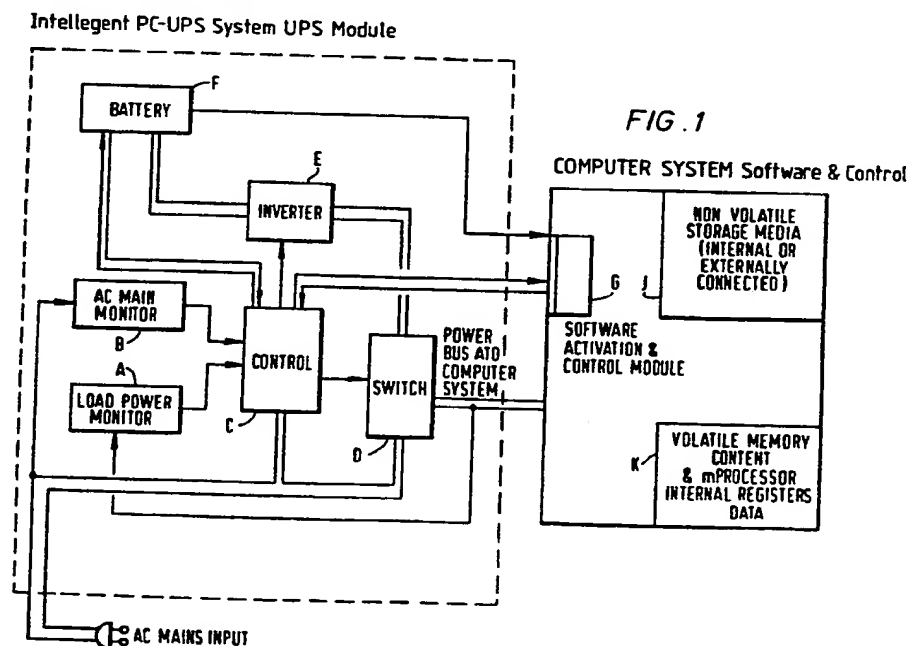 Intellegent PC-UPS System UPS Module
F
BATTERY
FIG.1
COMPUTER SYSTEM Software & Control
E
INVERTER
NON VOLATILE
STORAGE MEDIA
(INTERNAL OR
EXTERNALLY
CONNECTED)
G
J
AC MAIN
MONITOR
B
SOFTWARE
ACTIVATION &
CONTROL MODULE
CONTROL
C
POWER
BUS ATO
COMPUTER
SYSTEM
SWITCH
D
A
LOAD POWER
MONITOR
K
VOLATILE MEMORY
CONTENT
& mPROCESSOR
INTERNAL REGISTERS
DATA
AC MAINS INPUT